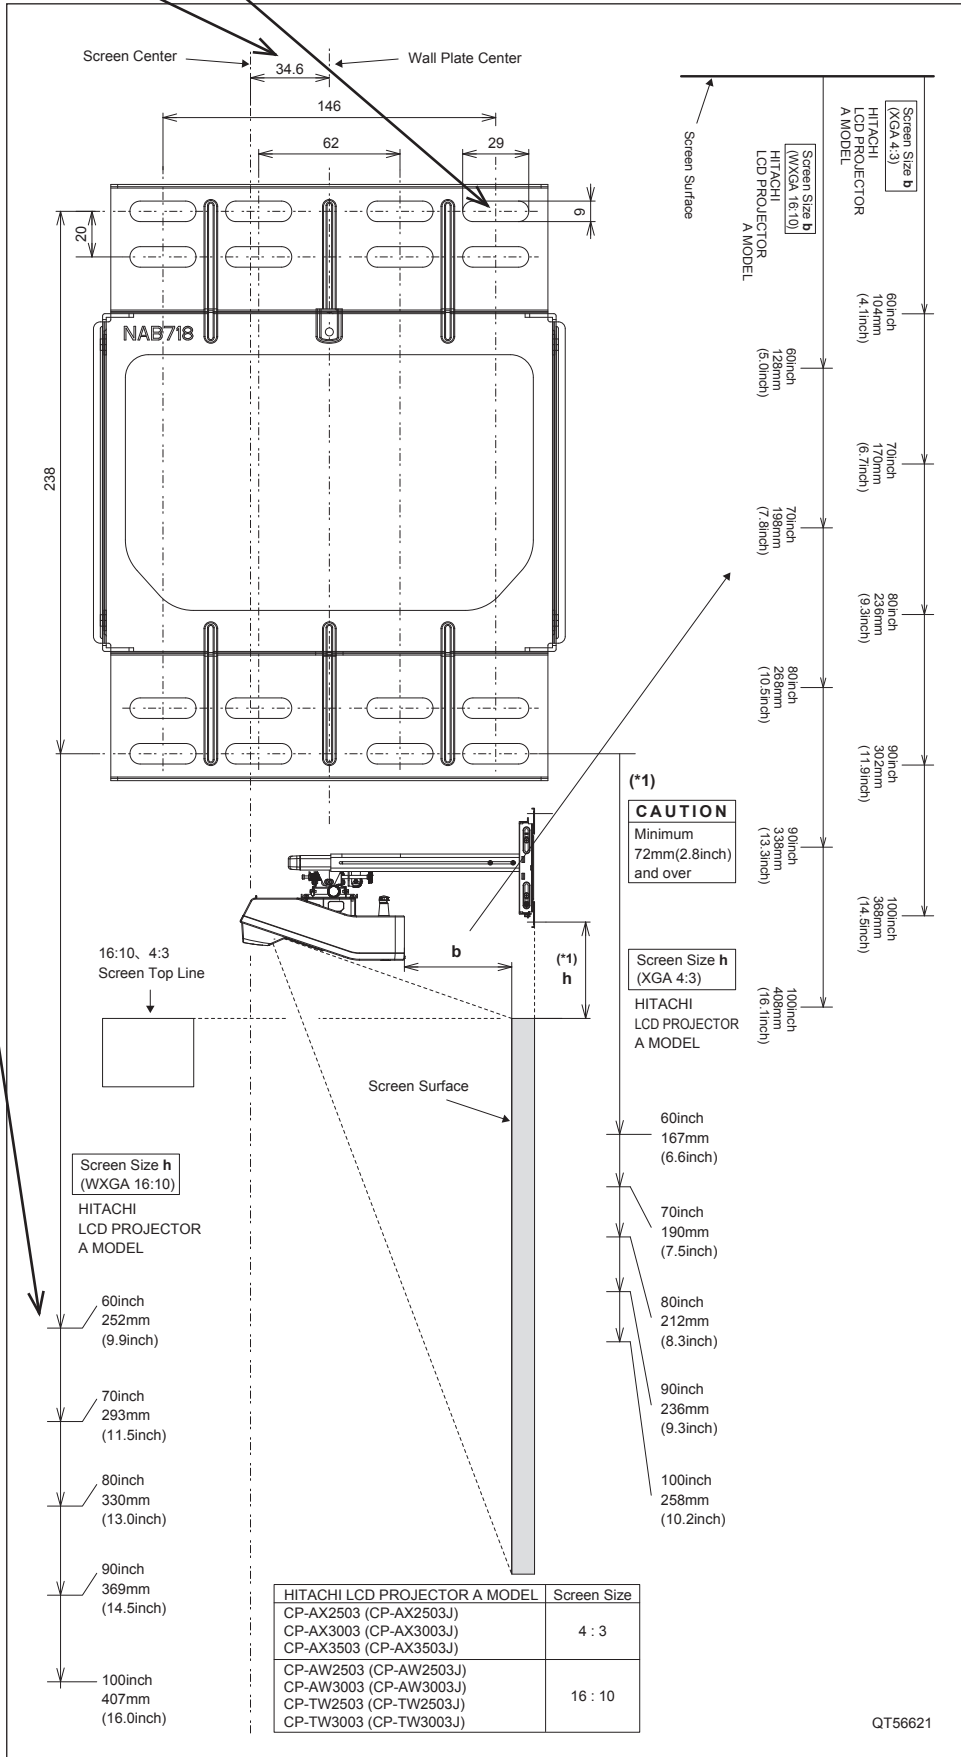 Screen Center
Wall Plate Center
34.6
146
62
29
9
20
238
NAB718
Screen Surface
Screen Size b
(WXGA 16:10)
HITACHI
LCD PROJECTOR
A MODEL
60inch
128mm
(5.0inch)
70inch
198mm
(7.8inch)
80inch
268mm
(10.5inch)
90inch
338mm
(13.3inch)
100inch
408mm
(16.1inch)
Screen Size b
(XGA 4:3)
HITACHI
LCD PROJECTOR
A MODEL
60inch
104mm
(4.1inch)
70inch
170mm
(6.7inch)
80inch
236mm
(9.3inch)
90inch
302mm
(11.9inch)
100inch
368mm
(14.5inch)
(*1)
CAUTION
Minimum
72mm(2.8inch)
and over
b
(*1)
h
16:10、4:3
Screen Top Line
Screen Surface
Screen Size h
(XGA 4:3)
HITACHI
LCD PROJECTOR
A MODEL
60inch
167mm
(6.6inch)
70inch
190mm
(7.5inch)
80inch
212mm
(8.3inch)
90inch
236mm
(9.3inch)
100inch
258mm
(10.2inch)
Screen Size h
(WXGA 16:10)
HITACHI
LCD PROJECTOR
A MODEL
60inch
252mm
(9.9inch)
70inch
293mm
(11.5inch)
80inch
330mm
(13.0inch)
90inch
369mm
(14.5inch)
100inch
407mm
(16.0inch)
HITACHI LCD PROJECTOR A MODEL Screen Size
CP-AX2503 (CP-AX2503J)
CP-AX3003 (CP-AX3003J)
CP-AX3503 (CP-AX3503J)
4 : 3
CP-AW2503 (CP-AW2503J)
CP-AW3003 (CP-AW3003J)
CP-TW2503 (CP-TW2503J)
CP-TW3003 (CP-TW3003J)
16 : 10
QT56621